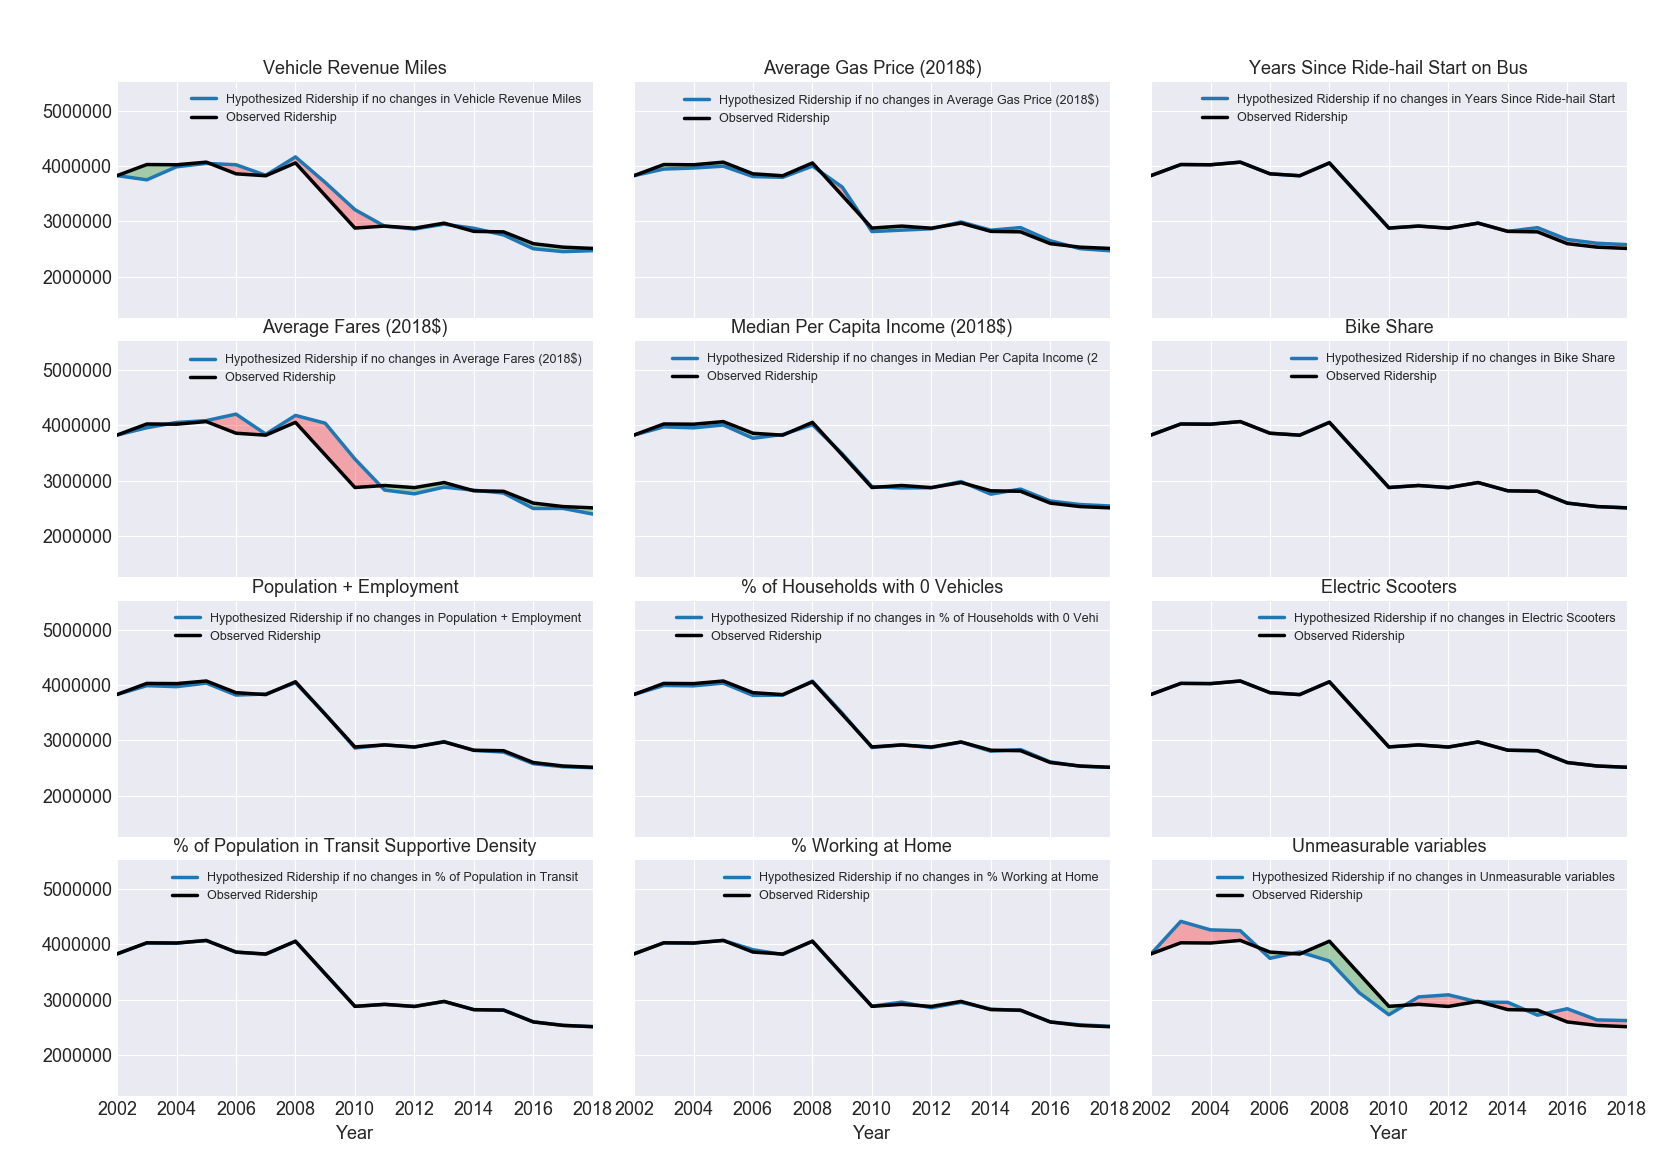 Vehicle Revenue Miles
Hypothesized Ridership if no changes in Vehicle Revenue Miles
Observed Ridership
5000000
4000000
3000000
2000000
Average Gas Price (2018$)
Hypothesized Ridership if no changes in Average Gas Price (2018$)
Observed Ridership
Years Since Ride-hail Start on Bus
Hypothesized Ridership if no changes in Years Since Ride-hail Start
Observed Ridership
Average Fares (2018$)
Hypothesized Ridership if no changes in Average Fares (2018$)
Observed Ridership
5000000
4000000
3000000
2000000
Median Per Capita Income (2018$)
Hypothesized Ridership if no changes in Median Per Capita Income (2
Observed Ridership
Bike Share
Hypothesized Ridership if no changes in Bike Share
Observed Ridership
Population + Employment
Hypothesized Ridership if no changes in Population + Employment
Observed Ridership
5000000
4000000
3000000
2000000
% of Households with 0 Vehicles
Hypothesized Ridership if no changes in % of Households with 0 Vehi
Observed Ridership
Electric Scooters
Hypothesized Ridership if no changes in Electric Scooters
Observed Ridership
% of Population in Transit Supportive Density
Hypothesized Ridership if no changes in % of Population in Transit
Observed Ridership
5000000
4000000
3000000
2000000
2002 2004 2006 2008 2010 2012 2014 2016 2018
Year
% Working at Home
Hypothesized Ridership if no changes in % Working at Home
Observed Ridership
2002 2004 2006 2008 2010 2012 2014 2016 2018
Year
Unmeasurable variables
Hypothesized Ridership if no changes in Unmeasurable variables
Observed Ridership
2002 2004 2006 2008 2010 2012 2014 2016 2018
Year